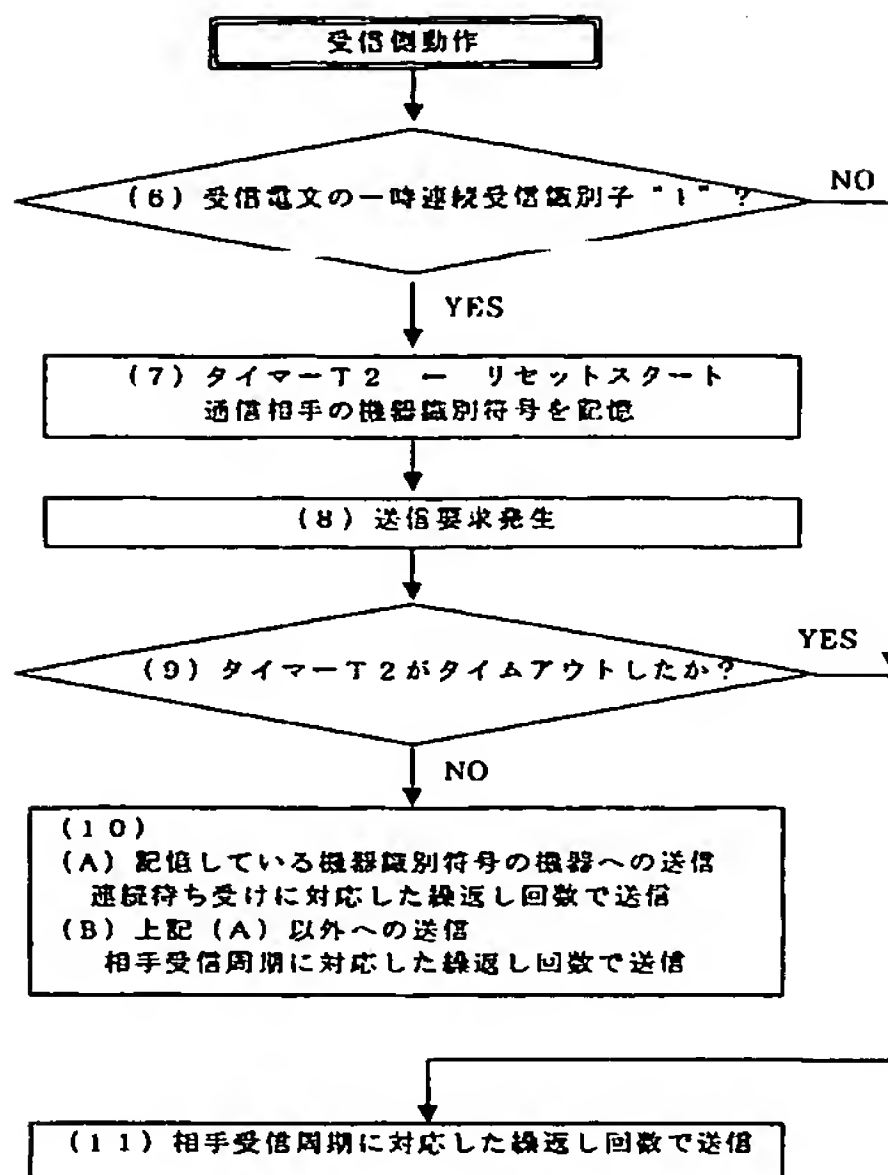 受信側動作
(6)受信電文の一時連続受信識別子"1"?
NO
YES
(7)タイマーT2 ー リセットスタート
通信相手の機器識別符号を記憶
(8)送信要求発生
YES
(9)タイマーT2がタイムアウトしたか?
NO
(10)
(A)記憶している機器識別符号の機器への送信
連続待ち受けに対応した繰返し回数で送信
(B)上記(A)以外への送信
相手受信周期に対応した繰返し回数で送信
(11)相手受信周期に対応した繰返し回数で送信